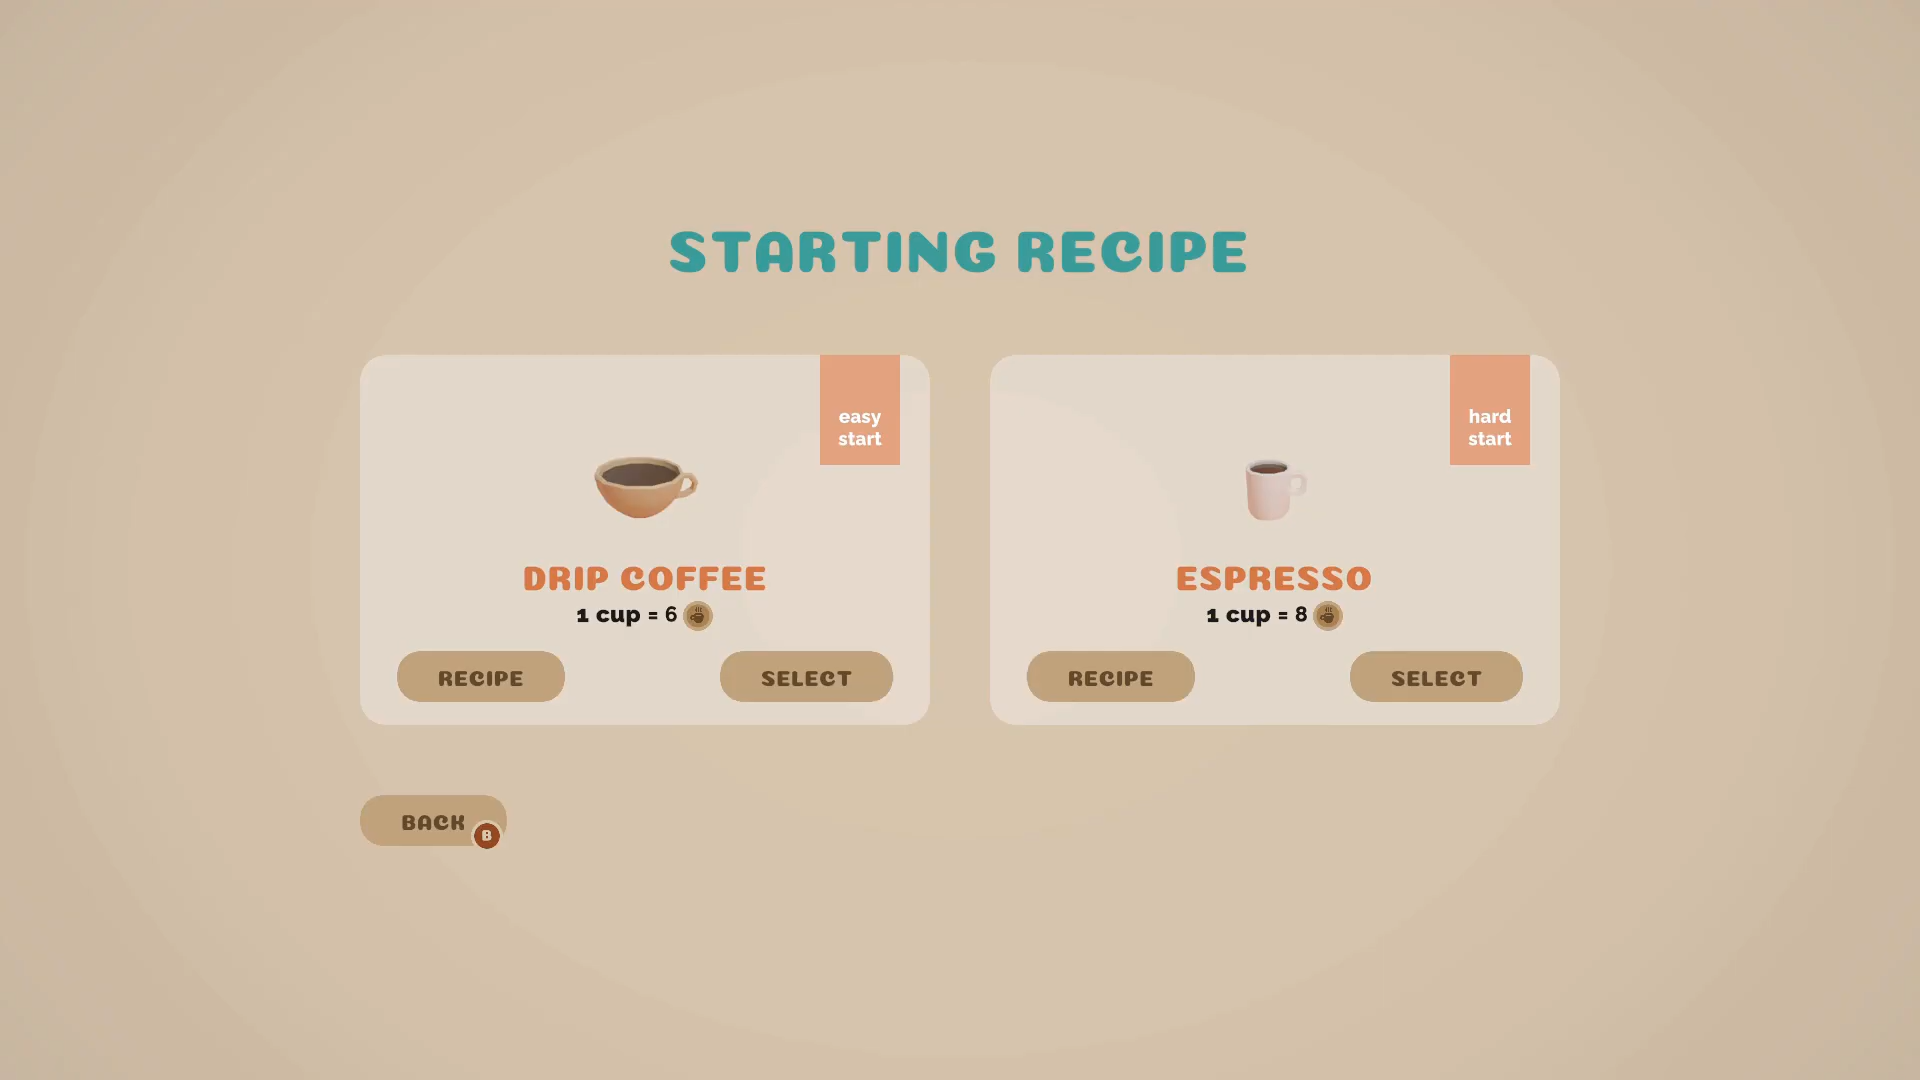 STARTING RECIPE
easy
start
DRIP COFFEE
1 cup = 6
RECIPE
SELECT
hard
start
ESPRESSO
1 cup = 8
RECIPE
SELECT
BACK
B